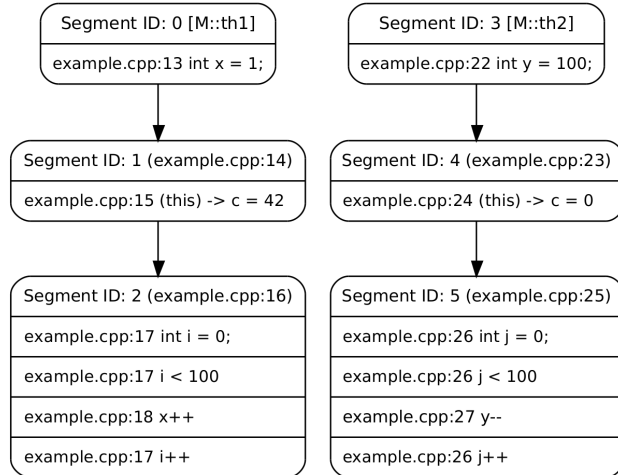 Segment ID: 0 [M::th1]
example.cpp:13 int x = 1;
Segment ID: 3 [M::th2]
example.cpp:22 int y = 100;
Segment ID: 1 (example.cpp:14)
example.cpp:15 (this) -> c = 42
Segment ID: 4 (example.cpp:23)
example.cpp:24 (this) -> c = 0
Segment ID: 2 (example.cpp:16)
example.cpp:17 int i = 0;
example.cpp:17 i < 100
example.cpp:18 x++
example.cpp:17 i++
Segment ID: 5 (example.cpp:25)
example.cpp:26 int j = 0;
example.cpp:26 j < 100
example.cpp:27 y--
example.cpp:26 j++